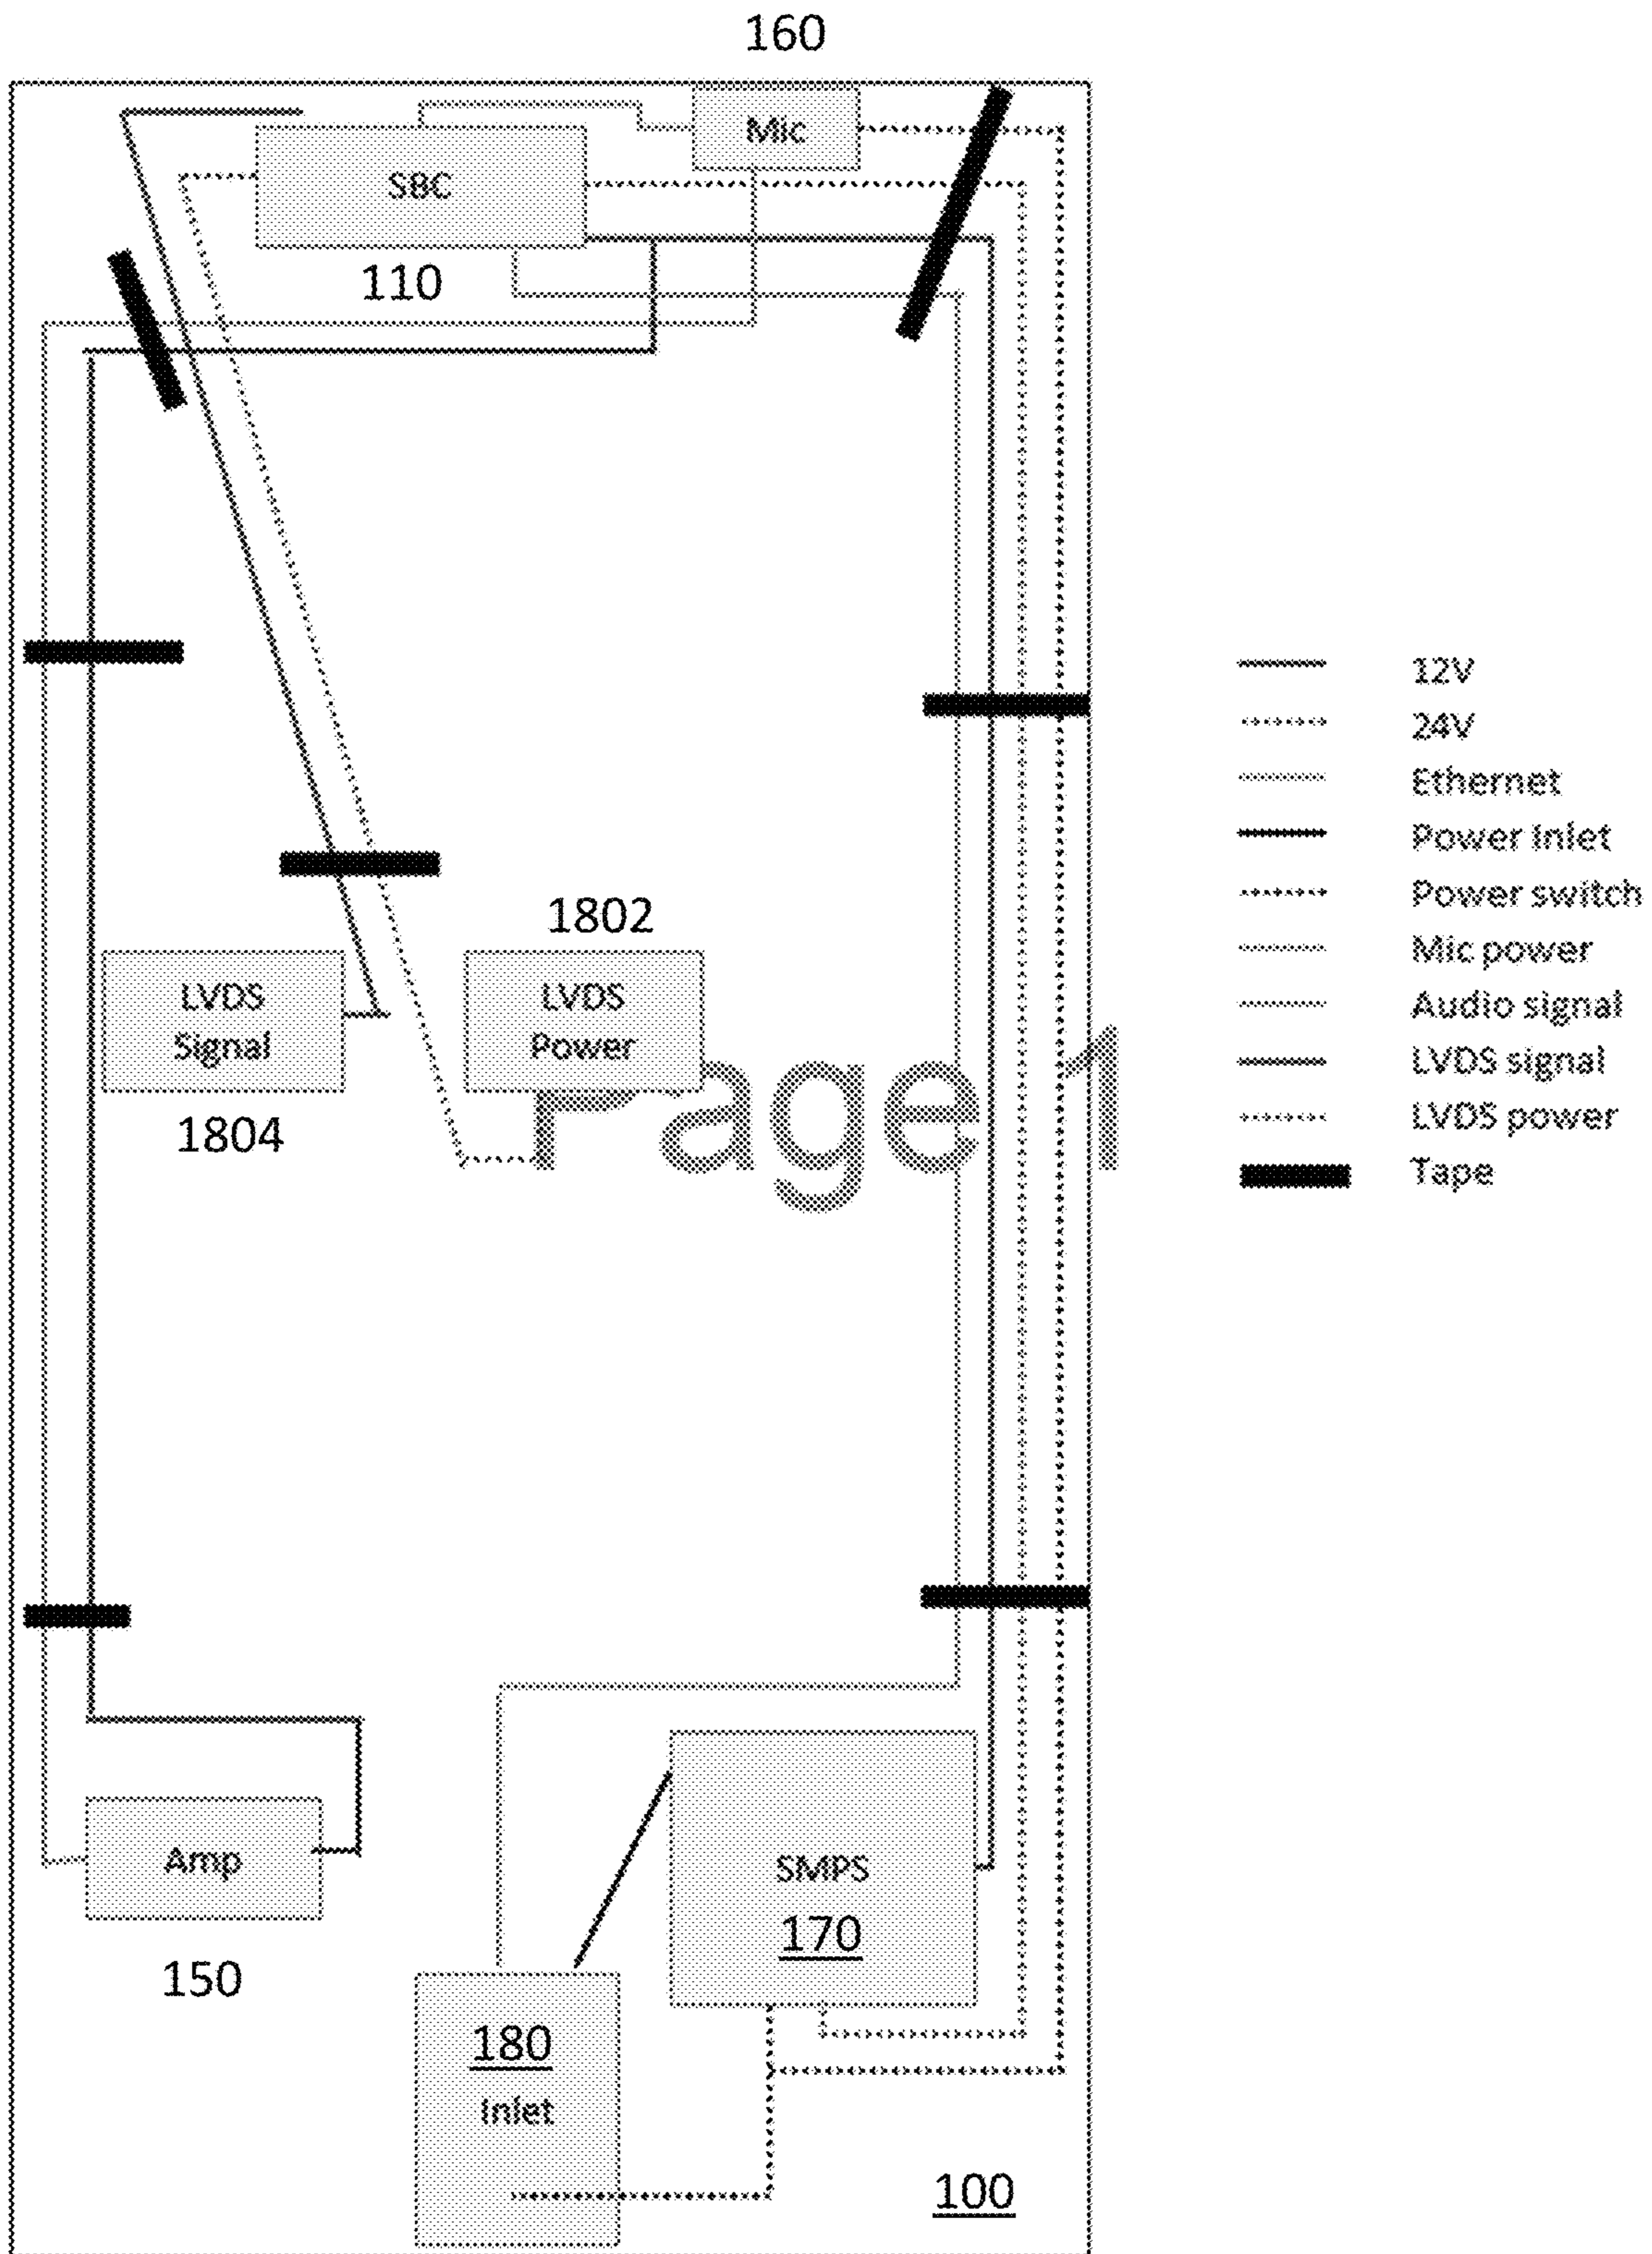 160
Mic
SBC
110
12V
24V
Ethernet
Power Inlet
Power switch
Mic power
Audio signal
LVDS signal
LVDS power
Tape
1802
LVDS
Signal
LVDS
Power
1804
Page 1
Amp
150
SMPS
170
180
Inlet
100